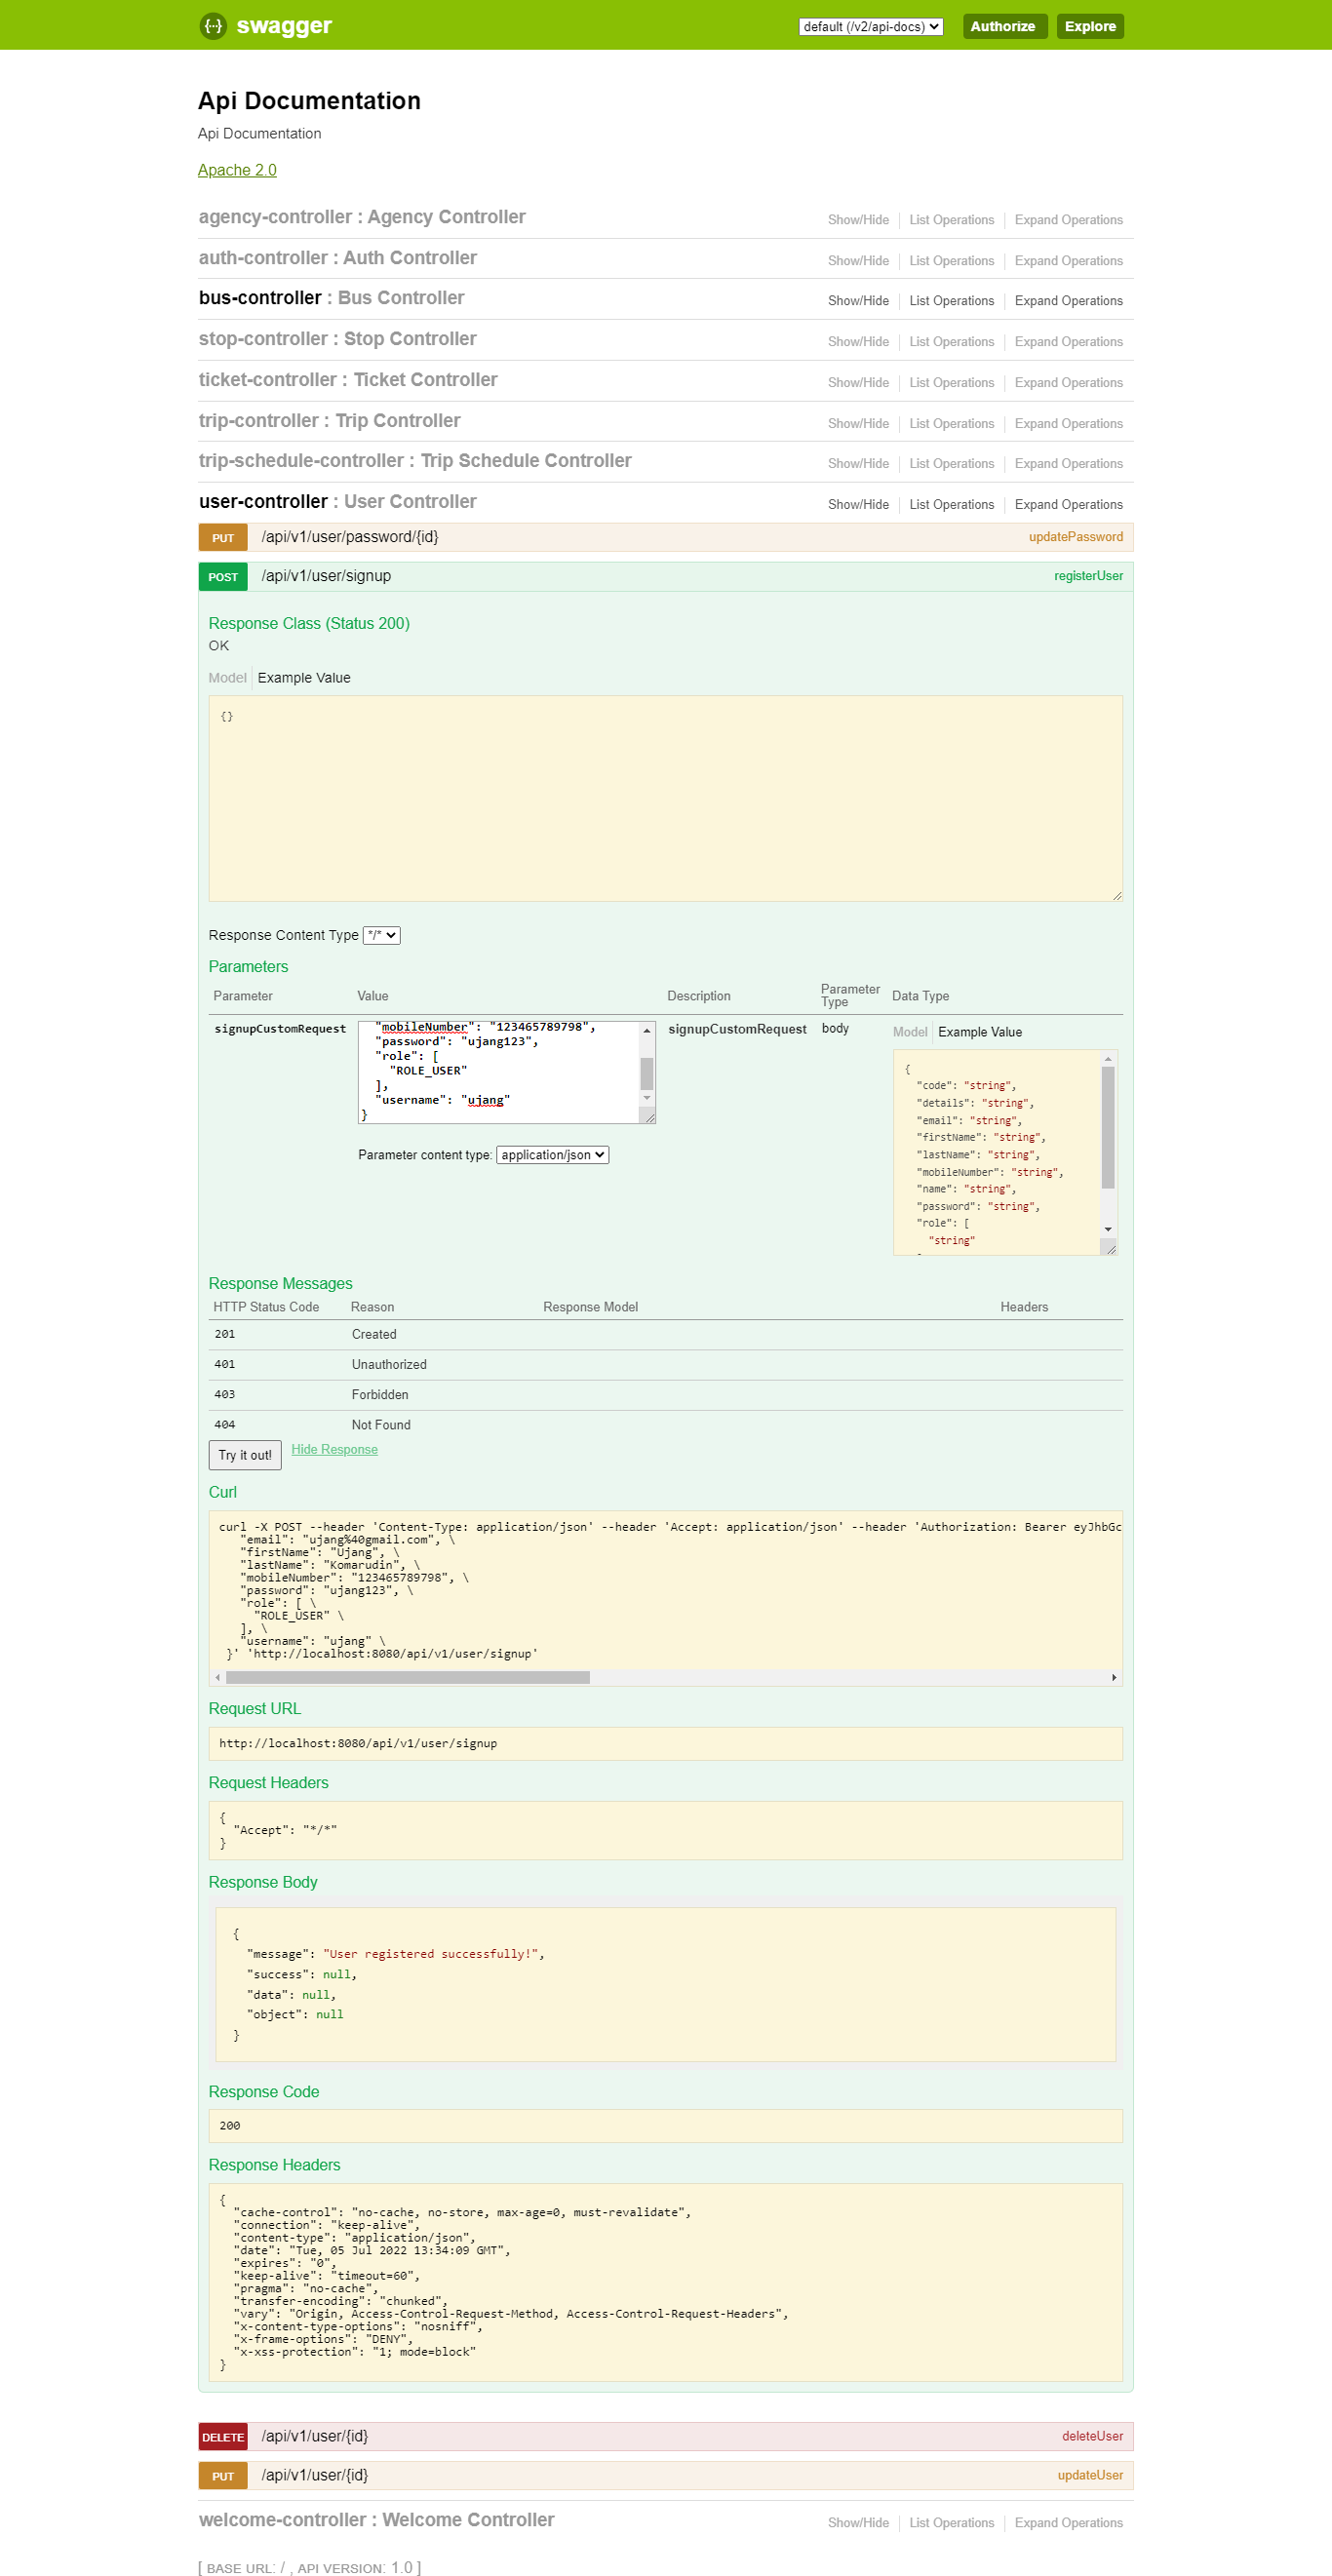 {···} swagger default (/v2/api-docs) Authorize Explore
Api Documentation
Api Documentation
Apache 2.0
agency-controller : Agency Controller Show/Hide List Operations Expand Operations
auth-controller : Auth Controller Show/Hide List Operations Expand Operations
bus-controller : Bus Controller Show/Hide List Operations Expand Operations
stop-controller : Stop Controller Show/Hide List Operations Expand Operations
ticket-controller : Ticket Controller Show/Hide List Operations Expand Operations
trip-controller : Trip Controller Show/Hide List Operations Expand Operations
trip-schedule-controller : Trip Schedule Controller Show/Hide List Operations Expand Operations
user-controller : User Controller Show/Hide List Operations Expand Operations
PUT /api/v1/user/password/{id} updatePassword
POST /api/v1/user/signup registerUser
Response Class (Status 200)
OK
Model Example Value
{}
Response Content Type */*
Parameters
Parameter Value Description Parameter Type Data Type
signupCustomRequest
"mobileNumber": "123465789798",
"password": "ujang123",
"role": [
"ROLE_USER"
],
"username": "ujang"
}
Parameter content type: application/json
signupCustomRequest body
Model Example Value
{
"code": "string",
"details": "string",
"email": "string",
"firstName": "string",
"lastName": "string",
"mobileNumber": "string",
"name": "string",
"password": "string",
"role": [
"string"
Response Messages
HTTP Status Code Reason Response Model Headers
201 Created
401 Unauthorized
403 Forbidden
404 Not Found
Try it out! Hide Response
Curl
curl -X POST --header 'Content-Type: application/json' --header 'Accept: application/json' --header 'Authorization: Bearer eyJhbGc
"email": "ujang%40gmail.com", \
"firstName": "Ujang", \
"lastName": "Komarudin", \
"mobileNumber": "123465789798", \
"password": "ujang123", \
"role": [ \
"ROLE_USER" \
], \
"username": "ujang" \
}' 'http://localhost:8080/api/v1/user/signup'
Request URL
http://localhost:8080/api/v1/user/signup
Request Headers
{
"Accept": "*/*"
}
Response Body
{
"message": "User registered successfully!",
"success": null,
"data": null,
"object": null
}
Response Code
200
Response Headers
{
"cache-control": "no-cache, no-store, max-age=0, must-revalidate",
"connection": "keep-alive",
"content-type": "application/json",
"date": "Tue, 05 Jul 2022 13:34:09 GMT",
"expires": "0",
"keep-alive": "timeout=60",
"pragma": "no-cache",
"transfer-encoding": "chunked",
"vary": "Origin, Access-Control-Request-Method, Access-Control-Request-Headers",
"x-content-type-options": "nosniff",
"x-frame-options": "DENY",
"x-xss-protection": "1; mode=block"
}
DELETE /api/v1/user/{id} deleteUser
PUT /api/v1/user/{id} updateUser
welcome-controller : Welcome Controller Show/Hide List Operations Expand Operations
[ BASE URL: / , API VERSION: 1.0 ]